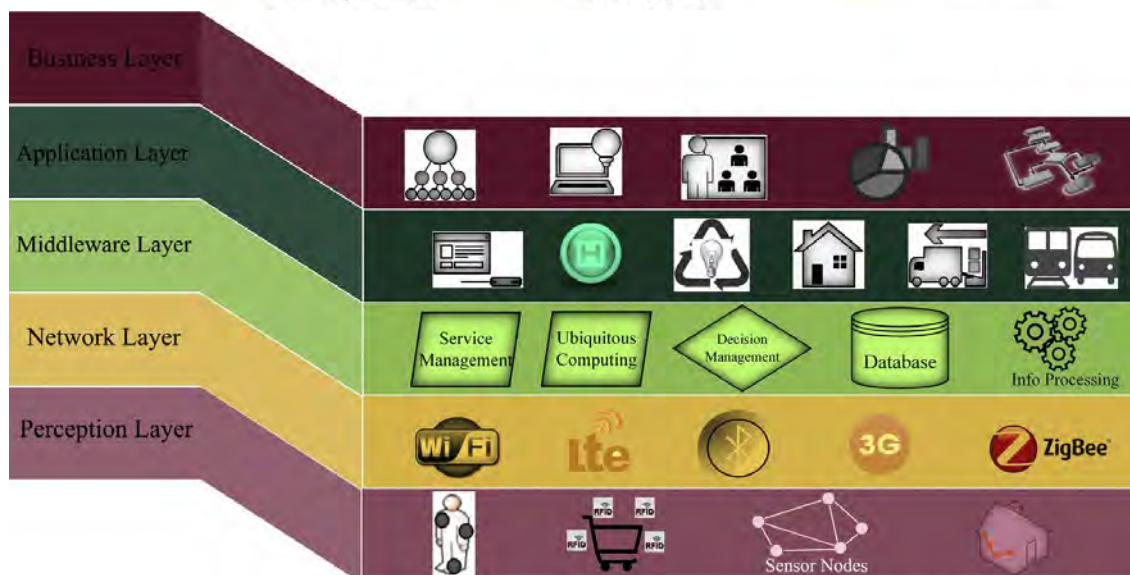 Business Layer
Application Layer
Middleware Layer
Network Layer
Perception Layer
H
Service
Management
Ubiquitous
Computing
Decision
Management
Database
Info Processing
Wi Fi
Lte
3G
Z ZigBee
RFID
RFID
RFID
RFID
Sensor Nodes